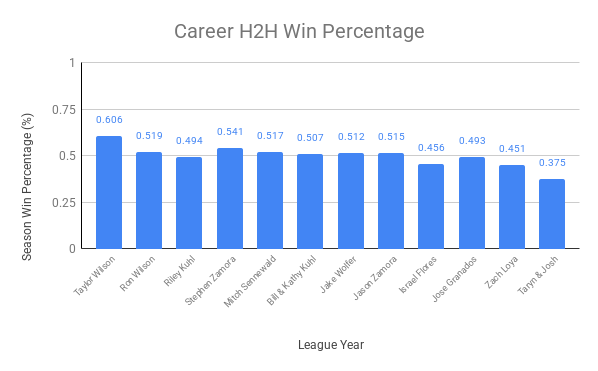 Career H2H Win Percentage
Season Win Percentage (%)
1
0.75
0.5
0.25
0
0.606
0.519
0.494
0.541
0.517
0.507
0.512
0.515
0.456
0.493
0.451
0.375
Taylor Wilson
Ron Wilson
Riley Kuhl
Stephen Zamora
Mitch Sennewald
Bill & Kathy Kuhl
Jake Wolfer
Jason Zamora
Israel Flores
Jose Granados
Zach Loya
Taryn & Josh
League Year